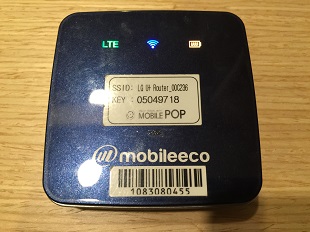 LTE
SSID: LG U+ Router_00C236
KEY : 05049718
MOBILE POP
mobileeco
1083080455